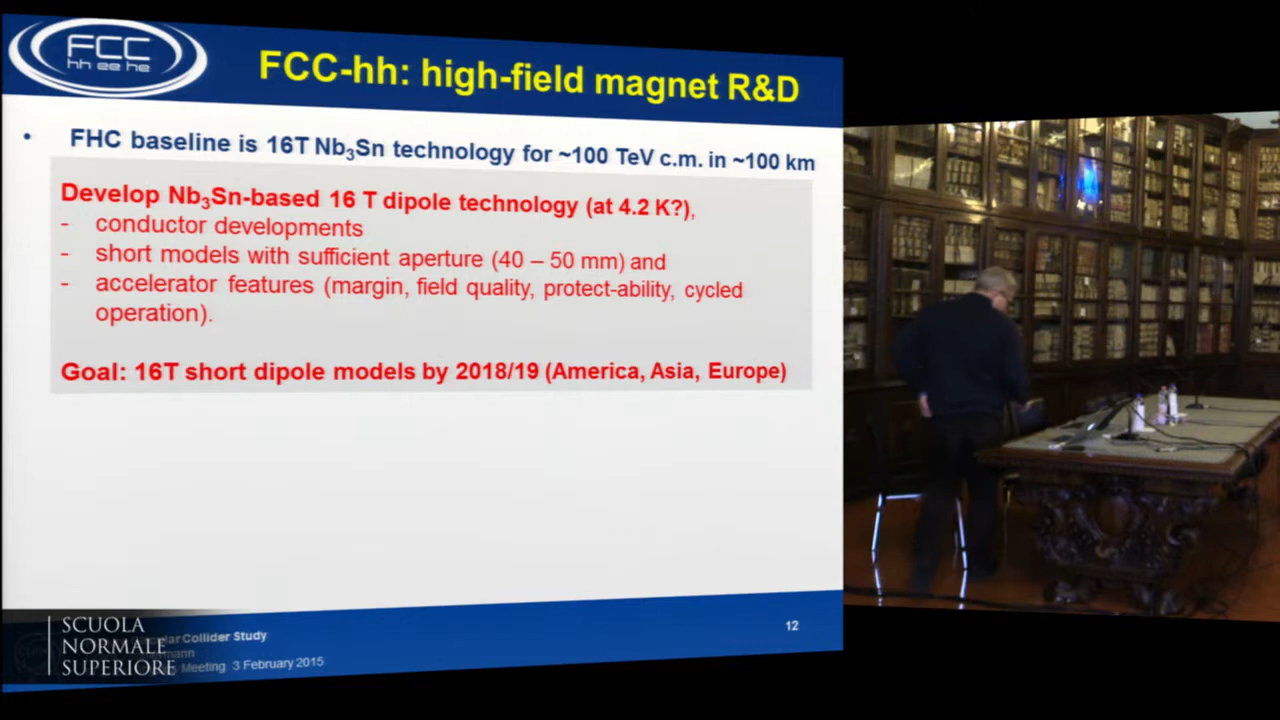 FCC
hh ee he
FCC-hh: high-field magnet R&D
• FHC baseline is 16T Nb₃Sn technology for ~100 TeV c.m. in ~100 km
Develop Nb₃Sn-based 16 T dipole technology (at 4.2 K?),
- conductor developments
- short models with sufficient aperture (40 – 50 mm) and
- accelerator features (margin, field quality, protect-ability, cycled
operation).
Goal: 16T short dipole models by 2018/19 (America, Asia, Europe)
12
Collider Study
Meeting 3 February 2015
SCUOLA
NORMALE
SUPERIORE